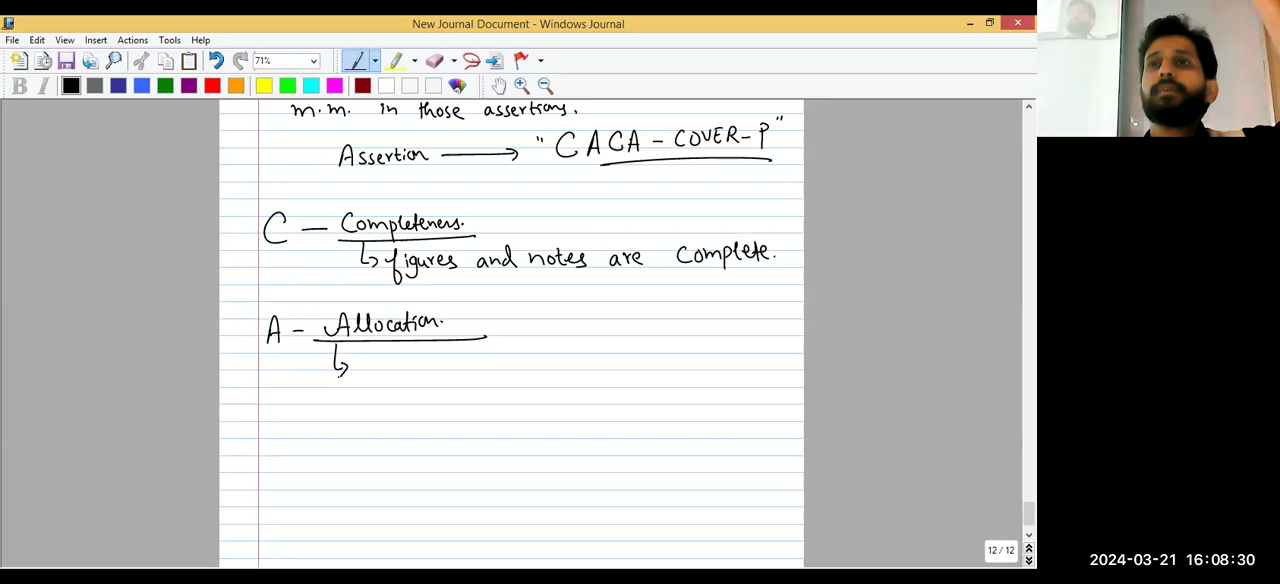 New Journal Document - Windows Journal
File Edit View Insert Actions Tools Help
71%
B I
m.m. in those assertions.
Assertion → "CACA - COVER - P"
C — Completeness.
↳ figures and notes are complete.
A - Allocation.
↳
12 / 12
2024-03-21 16:08:30